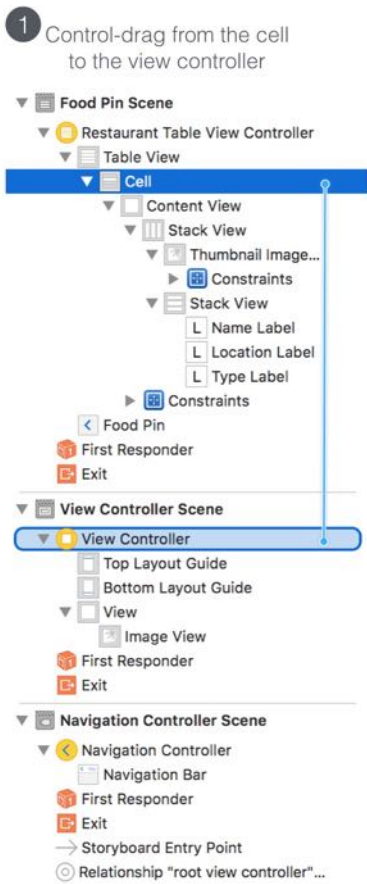 1
Control-drag from the cell
to the view controller
Food Pin Scene
Restaurant Table View Controller
Table View
Cell
Content View
Stack View
Thumbnail Image...
Constraints
Stack View
L Name Label
L Location Label
L Type Label
Constraints
Food Pin
First Responder
Exit
View Controller Scene
View Controller
Top Layout Guide
Bottom Layout Guide
View
Image View
First Responder
Exit
Navigation Controller Scene
Navigation Controller
Navigation Bar
First Responder
Exit
Storyboard Entry Point
Relationship "root view controller"...